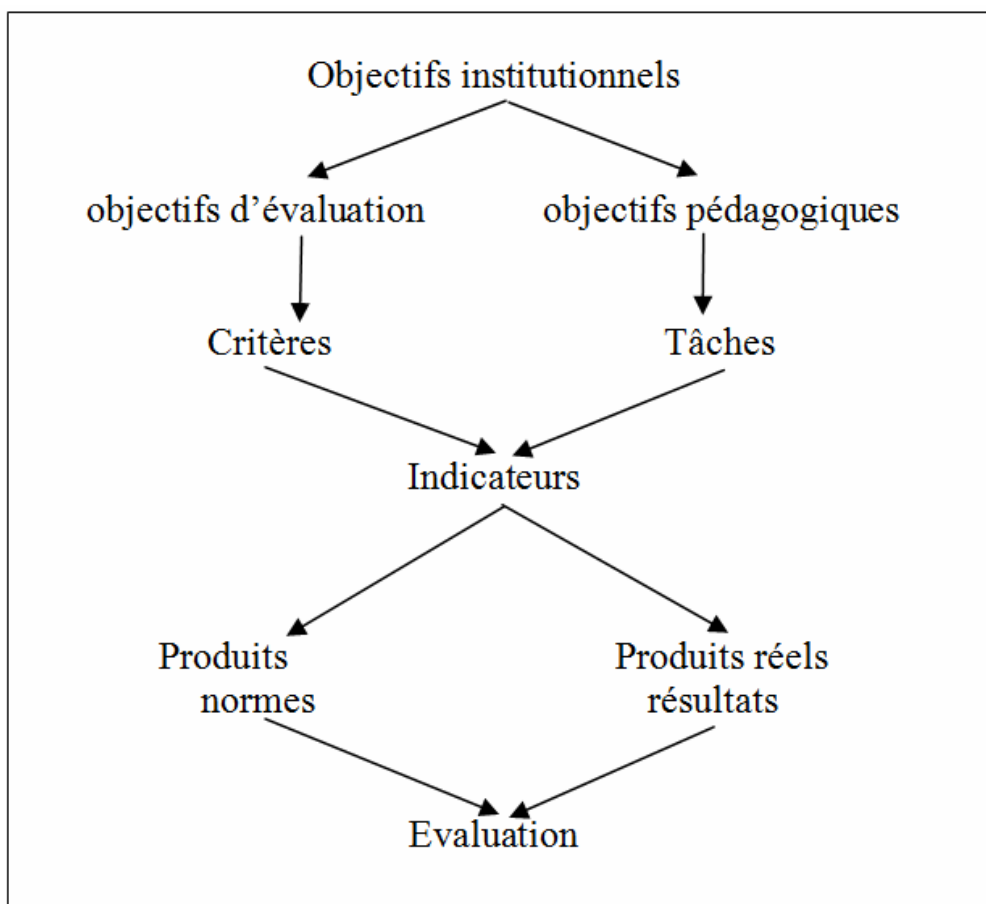 Objectifs institutionnels
objectifs d’évaluation
objectifs pédagogiques
Critères
Tâches
Indicateurs
Produits
normes
Produits réels
résultats
Evaluation